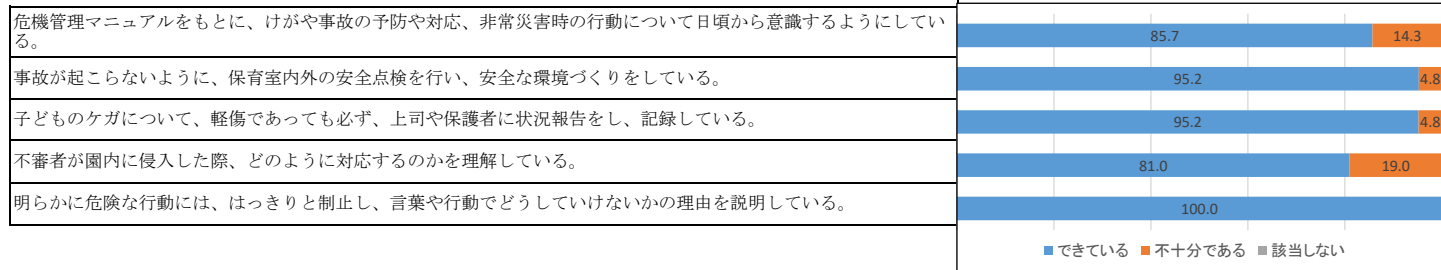 危機管理マニュアルをもとに、けがや事故の予防や対応、非常災害時の行動について日頃から意識するようにしてい
る。
85.7 14.3
事故が起こらないように、保育室内外の安全点検を行い、安全な環境づくりをしている。
95.2 4.8
子どものケガについて、軽傷であっても必ず、上司や保護者に状況報告をし、記録している。
95.2 4.8
不審者が園内に侵入した際、どのように対応するのかを理解している。
81.0 19.0
明らかに危険な行動には、はっきりと制止し、言葉や行動でどうしていけないかの理由を説明している。
100.0
できている 不十分である 該当しない